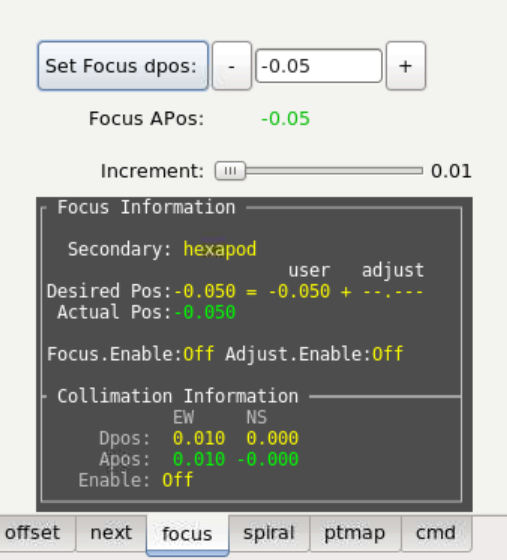 Set Focus dpos: - -0.05 +
Focus APos: -0.05
Increment: 0.01
Focus Information
Secondary: hexapod
user adjust
Desired Pos:-0.050 = -0.050 + --.---
Actual Pos:-0.050
Focus.Enable:Off Adjust.Enable:Off
Collimation Information
EW NS
Dpos: 0.010 0.000
Apos: 0.010 -0.000
Enable: Off
offset next focus spiral ptmap cmd